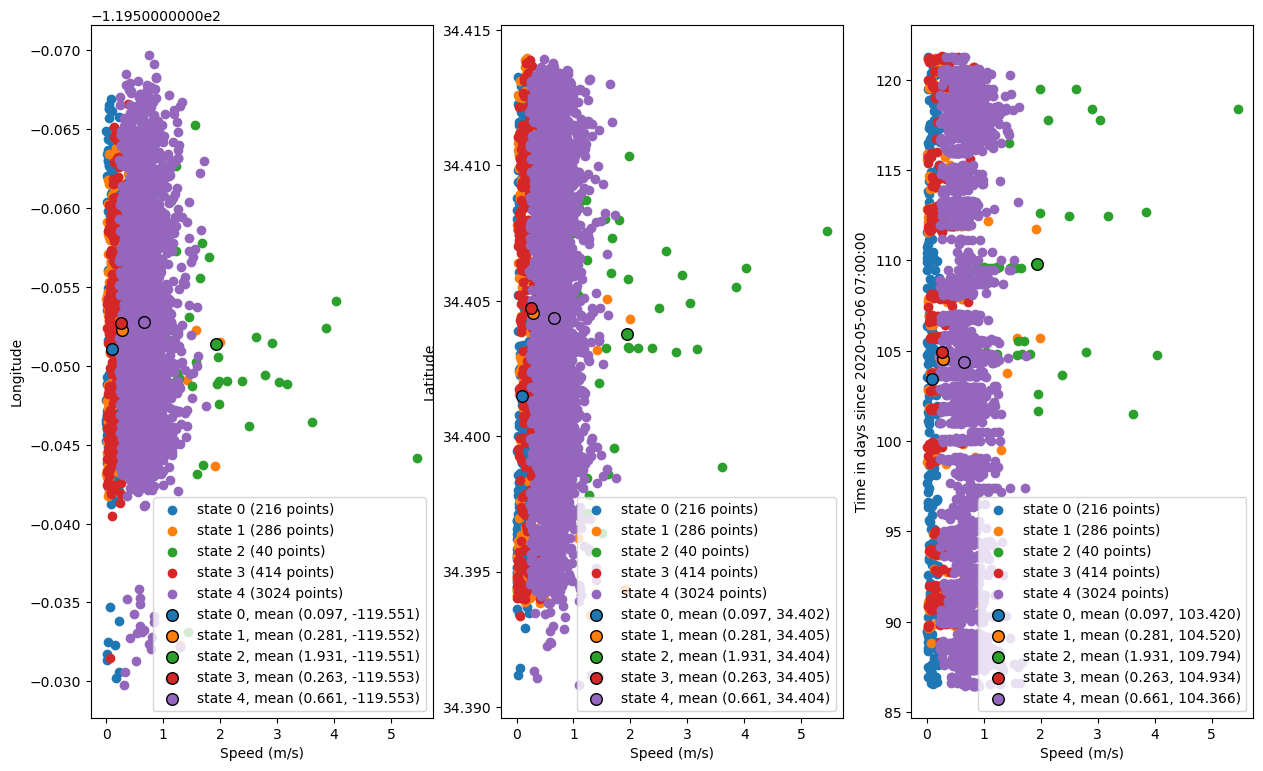 −1.1950000000e2
−0.070
−0.065
−0.060
−0.055
−0.050
−0.045
−0.040
−0.035
−0.030
Longitude
0 1 2 3 4 5
Speed (m/s)
state 0 (216 points)
state 1 (286 points)
state 2 (40 points)
state 3 (414 points)
state 4 (3024 points)
state 0, mean (0.097, -119.551)
state 1, mean (0.281, -119.552)
state 2, mean (1.931, -119.551)
state 3, mean (0.263, -119.553)
state 4, mean (0.661, -119.553)
34.415
34.410
34.405
34.400
34.395
34.390
Latitude
0 1 2 3 4 5
Speed (m/s)
state 0 (216 points)
state 1 (286 points)
state 2 (40 points)
state 3 (414 points)
state 4 (3024 points)
state 0, mean (0.097, 34.402)
state 1, mean (0.281, 34.405)
state 2, mean (1.931, 34.404)
state 3, mean (0.263, 34.405)
state 4, mean (0.661, 34.404)
120
115
110
105
100
95
90
85
Time in days since 2020-05-06 07:00:00
0 1 2 3 4 5
Speed (m/s)
state 0 (216 points)
state 1 (286 points)
state 2 (40 points)
state 3 (414 points)
state 4 (3024 points)
state 0, mean (0.097, 103.420)
state 1, mean (0.281, 104.520)
state 2, mean (1.931, 109.794)
state 3, mean (0.263, 104.934)
state 4, mean (0.661, 104.366)